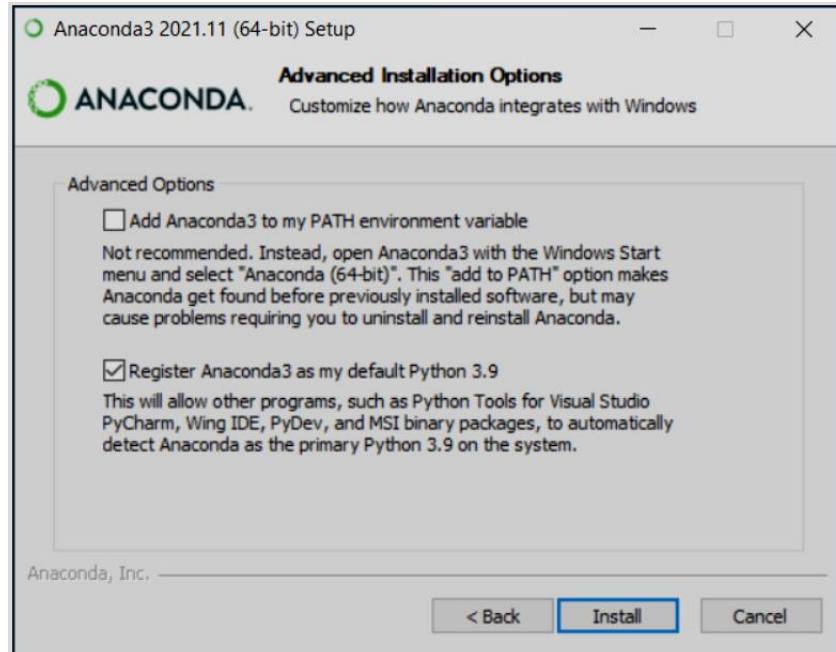 Anaconda3 2021.11 (64-bit) Setup
ANACONDA.
Advanced Installation Options
Customize how Anaconda integrates with Windows
Advanced Options
Add Anaconda3 to my PATH environment variable
Not recommended. Instead, open Anaconda3 with the Windows Start
menu and select "Anaconda (64-bit)". This "add to PATH" option makes
Anaconda get found before previously installed software, but may
cause problems requiring you to uninstall and reinstall Anaconda.
Register Anaconda3 as my default Python 3.9
This will allow other programs, such as Python Tools for Visual Studio
PyCharm, Wing IDE, PyDev, and MSI binary packages, to automatically
detect Anaconda as the primary Python 3.9 on the system.
Anaconda, Inc.
< Back
Install
Cancel